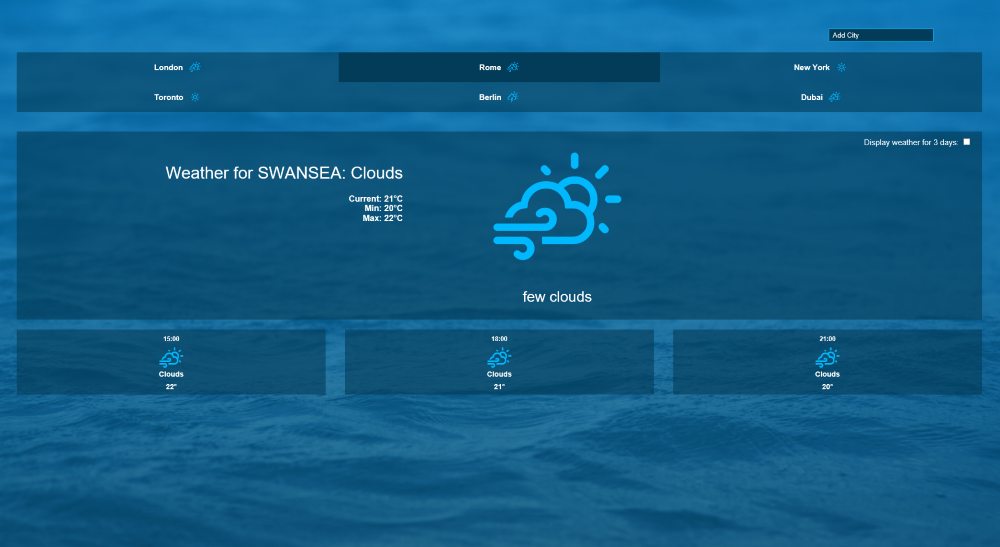 Add City
London
Rome
New York
Toronto
Berlin
Dubai
Display weather for 3 days:
Weather for SWANSEA: Clouds
Current: 21°C
Min: 20°C
Max: 22°C
few clouds
15:00
Clouds
22°
18:00
Clouds
21°
21:00
Clouds
20°